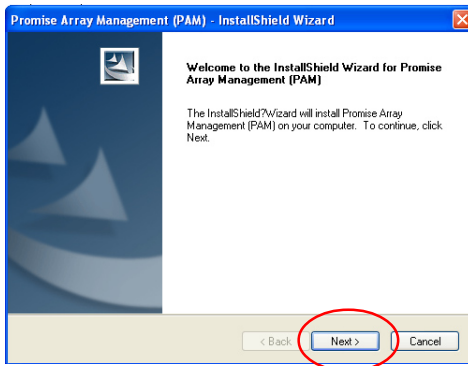 Promise Array Management (PAM) - InstallShield Wizard
Welcome to the InstallShield Wizard for Promise
Array Management (PAM)
The InstallShield?Wizard will install Promise Array
Management (PAM) on your computer. To continue, click
Next.
< Back Next > Cancel